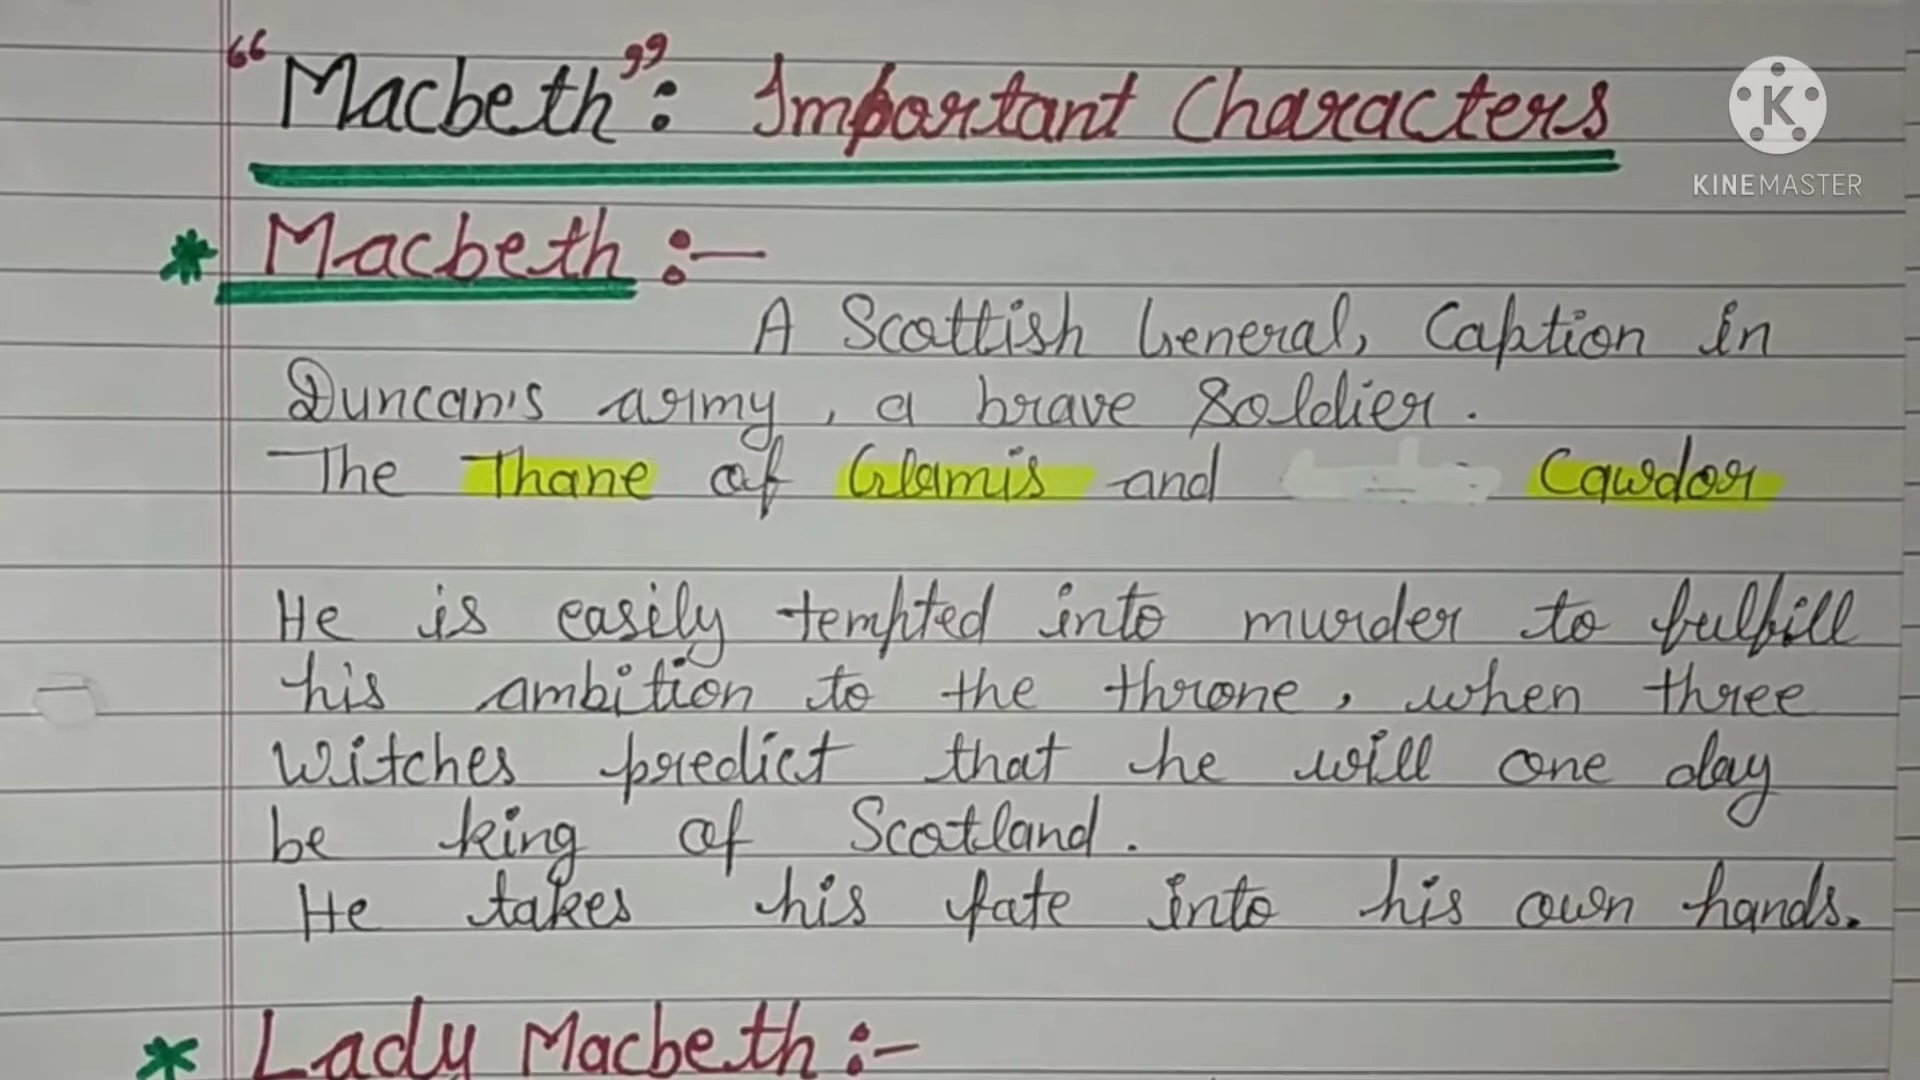 “Macbeth”: Important Characters
K
KINEMASTER
* Macbeth :-
A Scottish General, Caption in
Duncan's army, a brave Soldier.
The Thane of Glamis and Cawdor
He is easily tempted into murder to fulfill
his ambition to the throne, when three
Witches predict that he will one day
be king of Scotland.
He takes his fate into his own hands.
* Lady Macbeth :-